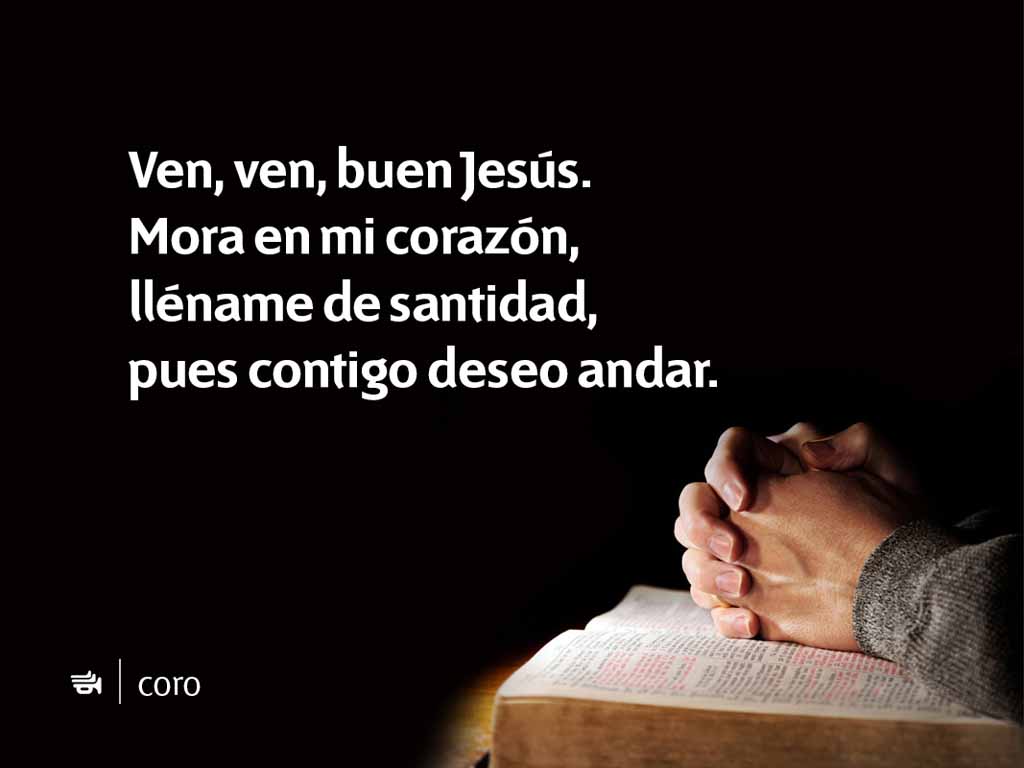 Ven, ven, buen Jesús.
Mora en mi corazón,
lléname de santidad,
pues contigo deseo andar.
coro